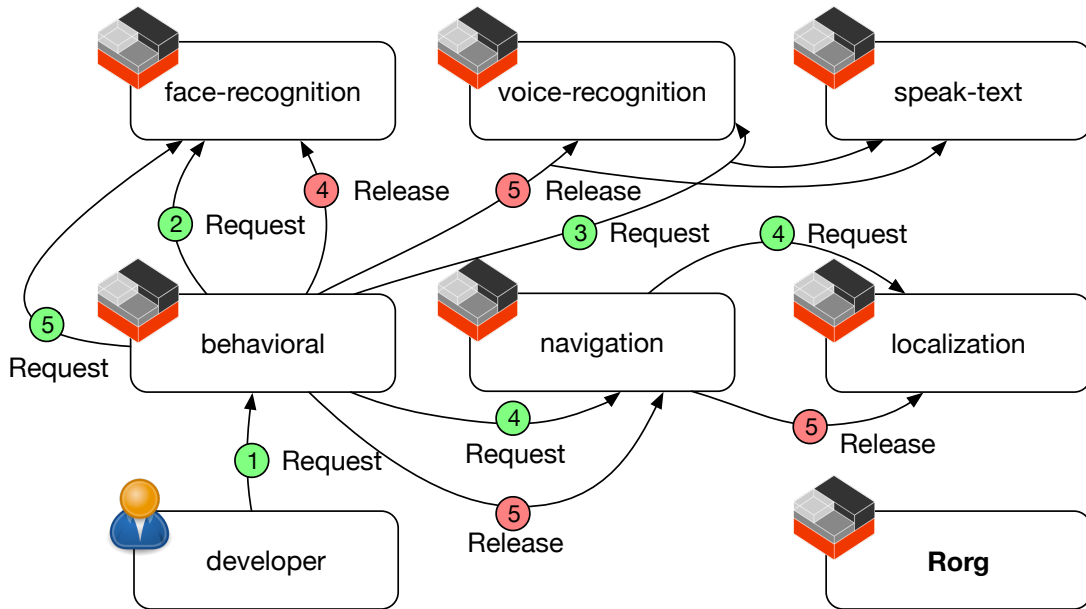 face-recognition
voice-recognition
speak-text
4 Release
5 Release
2 Request
3 Request
4 Request
5
Request
behavioral
navigation
localization
4
Request
5 Release
1 Request
5
Release
developer
Rorg